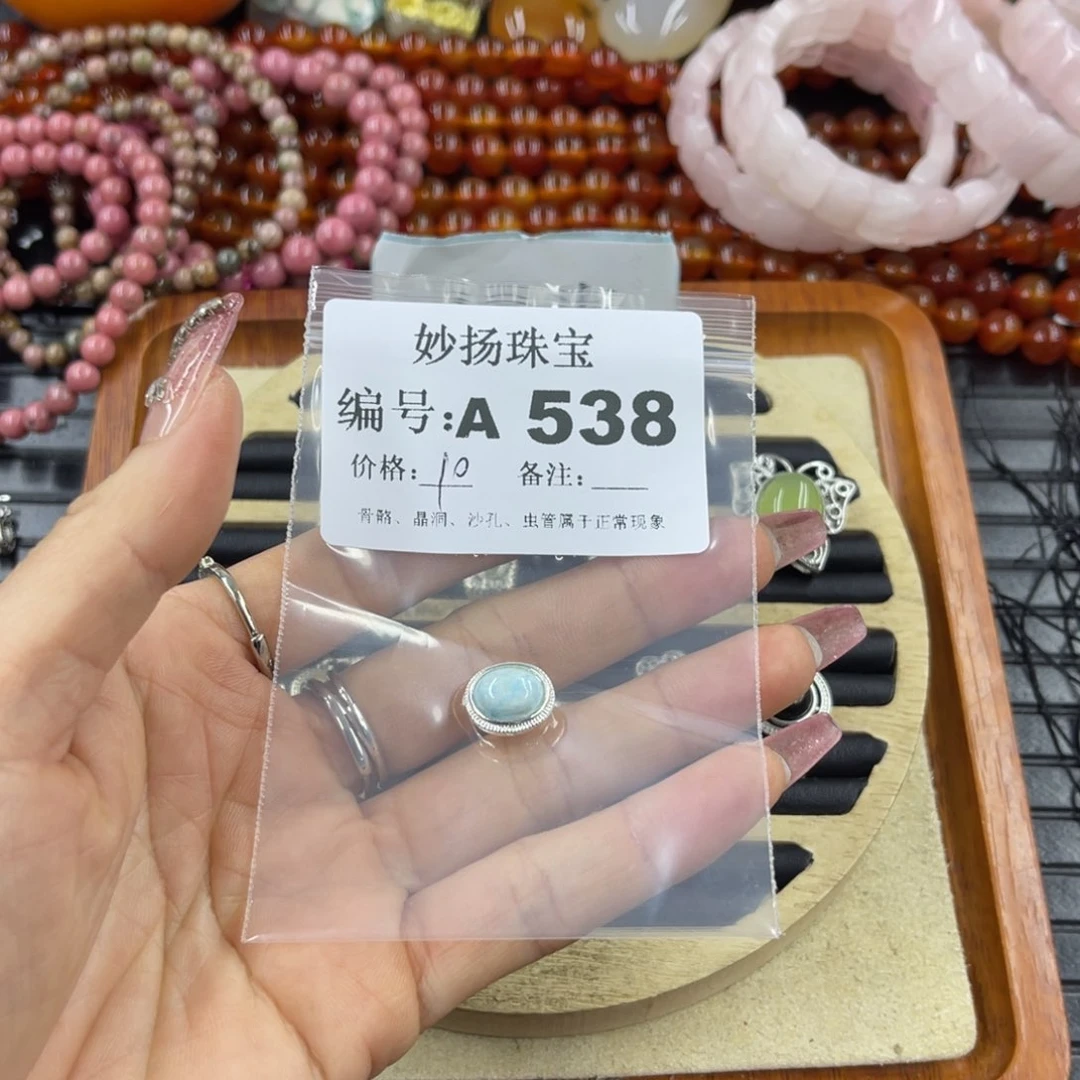 妙扬珠宝
编号:A 538
价格:10 备注:
骨骼、晶洞、沙孔、虫管属于正常现象